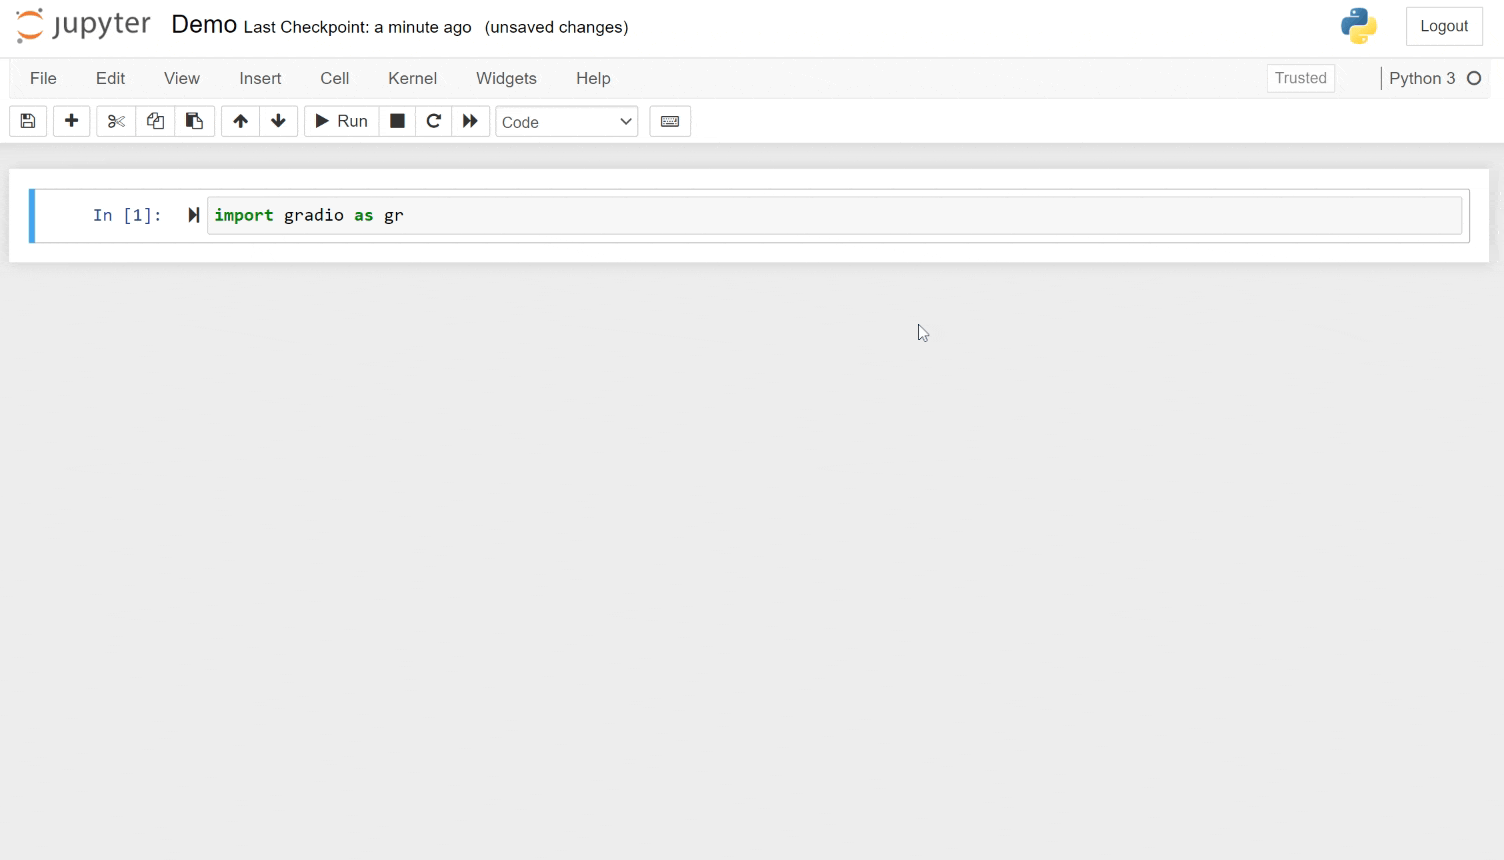 jupyter Demo Last Checkpoint: a minute ago (unsaved changes) Logout
File Edit View Insert Cell Kernel Widgets Help Trusted Python 3
Run Code
In [1]: import gradio as gr